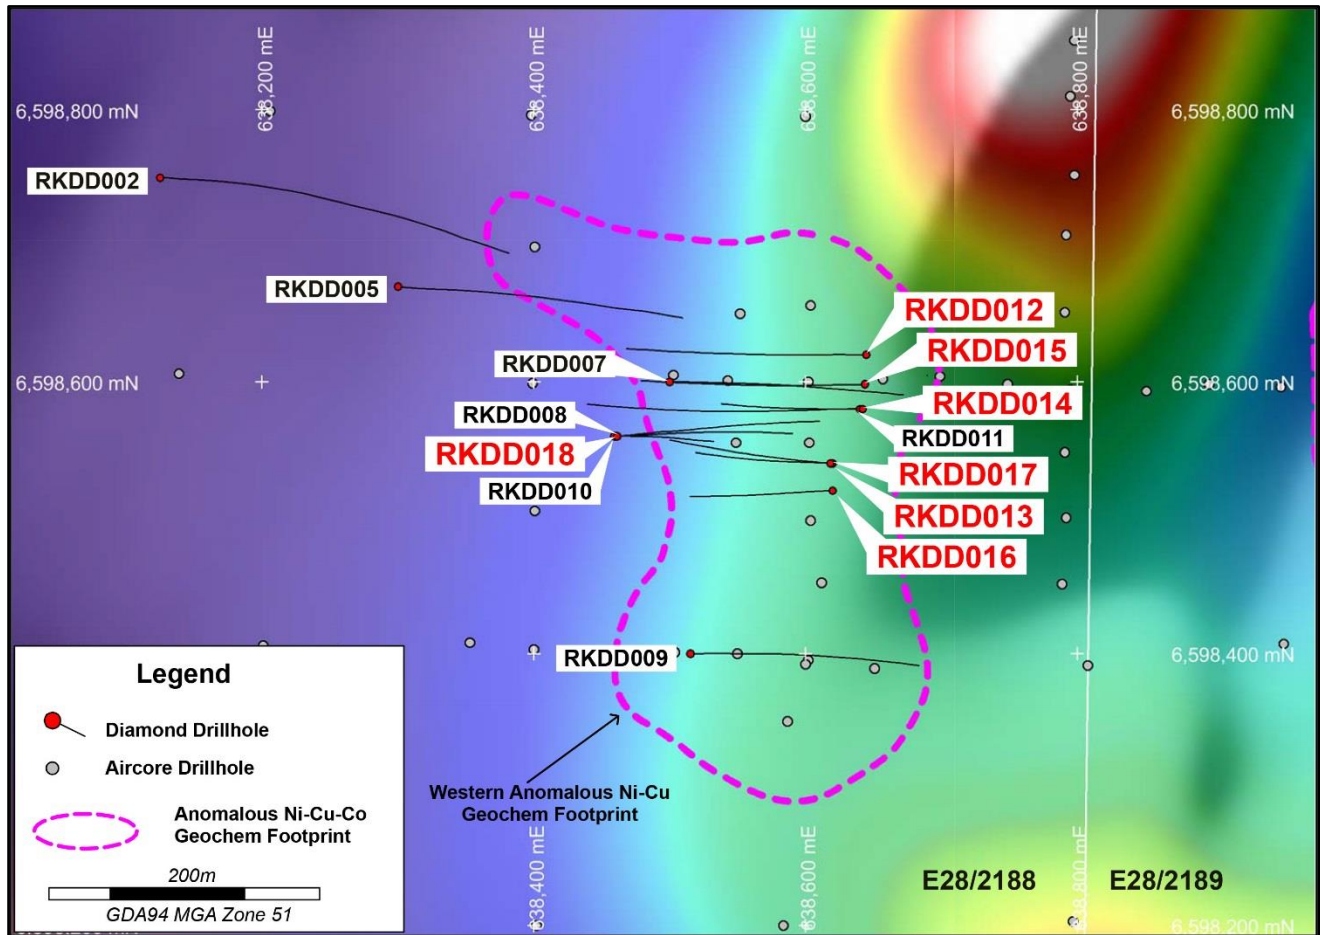 638,200 mE
638,400 mE
638,600 mE
638,800 mE
6,598,800 mN
6,598,800 mN
RKDD002
RKDD005
RKDD012
RKDD015
RKDD007
6,598,600 mN
6,598,600 mN
RKDD014
RKDD008
RKDD011
RKDD018
RKDD017
RKDD010
RKDD013
RKDD016
RKDD009
6,598,400 mN
Legend
Diamond Drillhole
Aircore Drillhole
Anomalous Ni-Cu-Co
Geochem Footprint
200m
GDA94 MGA Zone 51
Western Anomalous Ni-Cu
Geochem Footprint
638,400 mE
638,600 mE
638,800 mE
E28/2188
E28/2189
6,598,200 mN